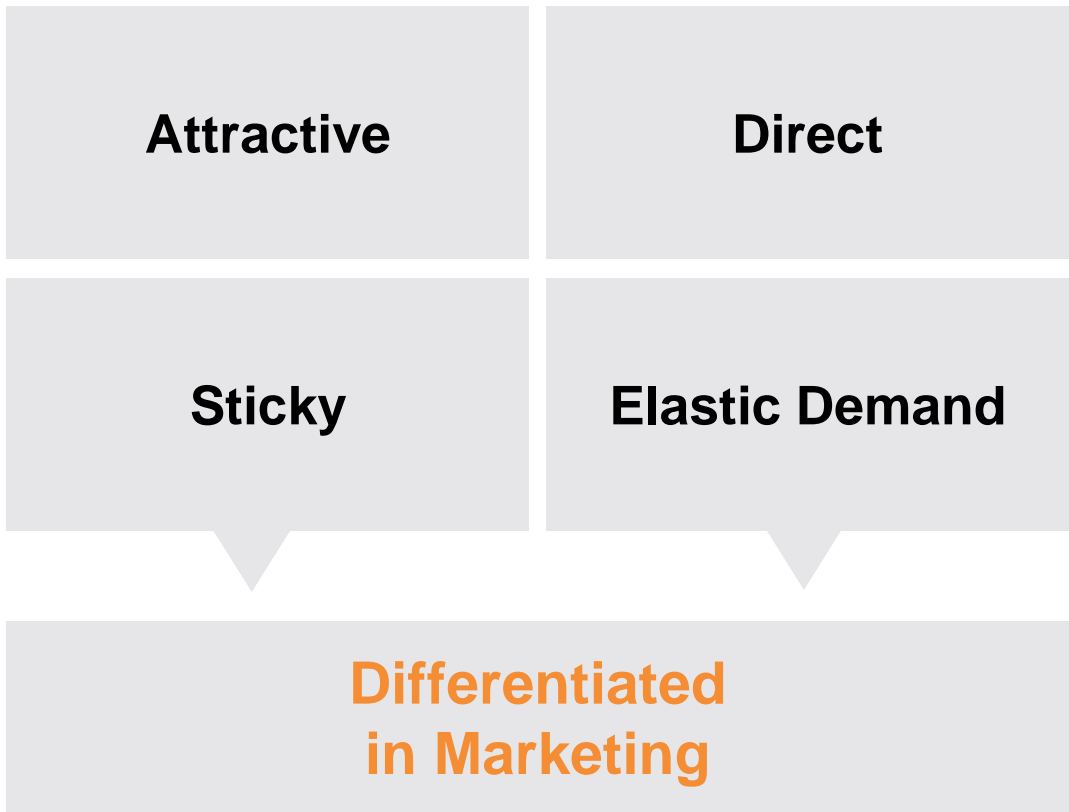 Attractive
Direct
Sticky
Elastic Demand
Differentiated
in Marketing